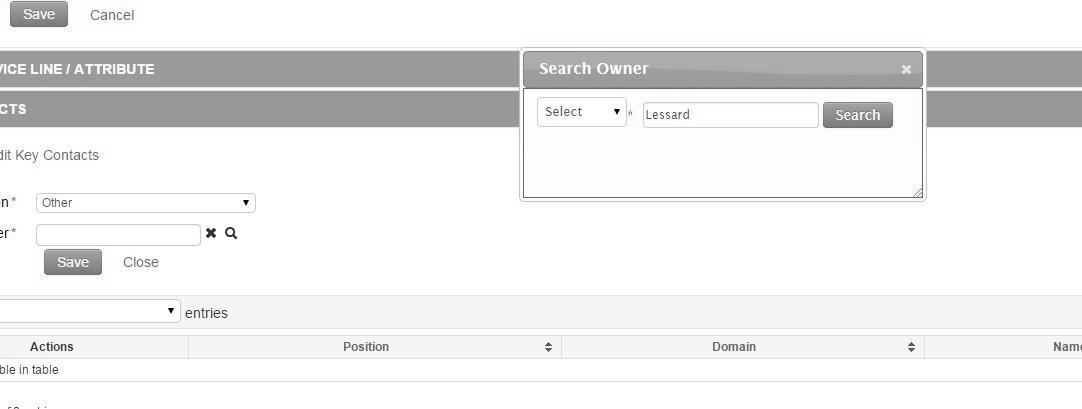 Save Cancel
VICE LINE / ATTRIBUTE
Search Owner
CTS
Select * Lessard Search
dit Key Contacts
on* Other
er*
Save Close
entries
Actions Position Domain Name
ble in table